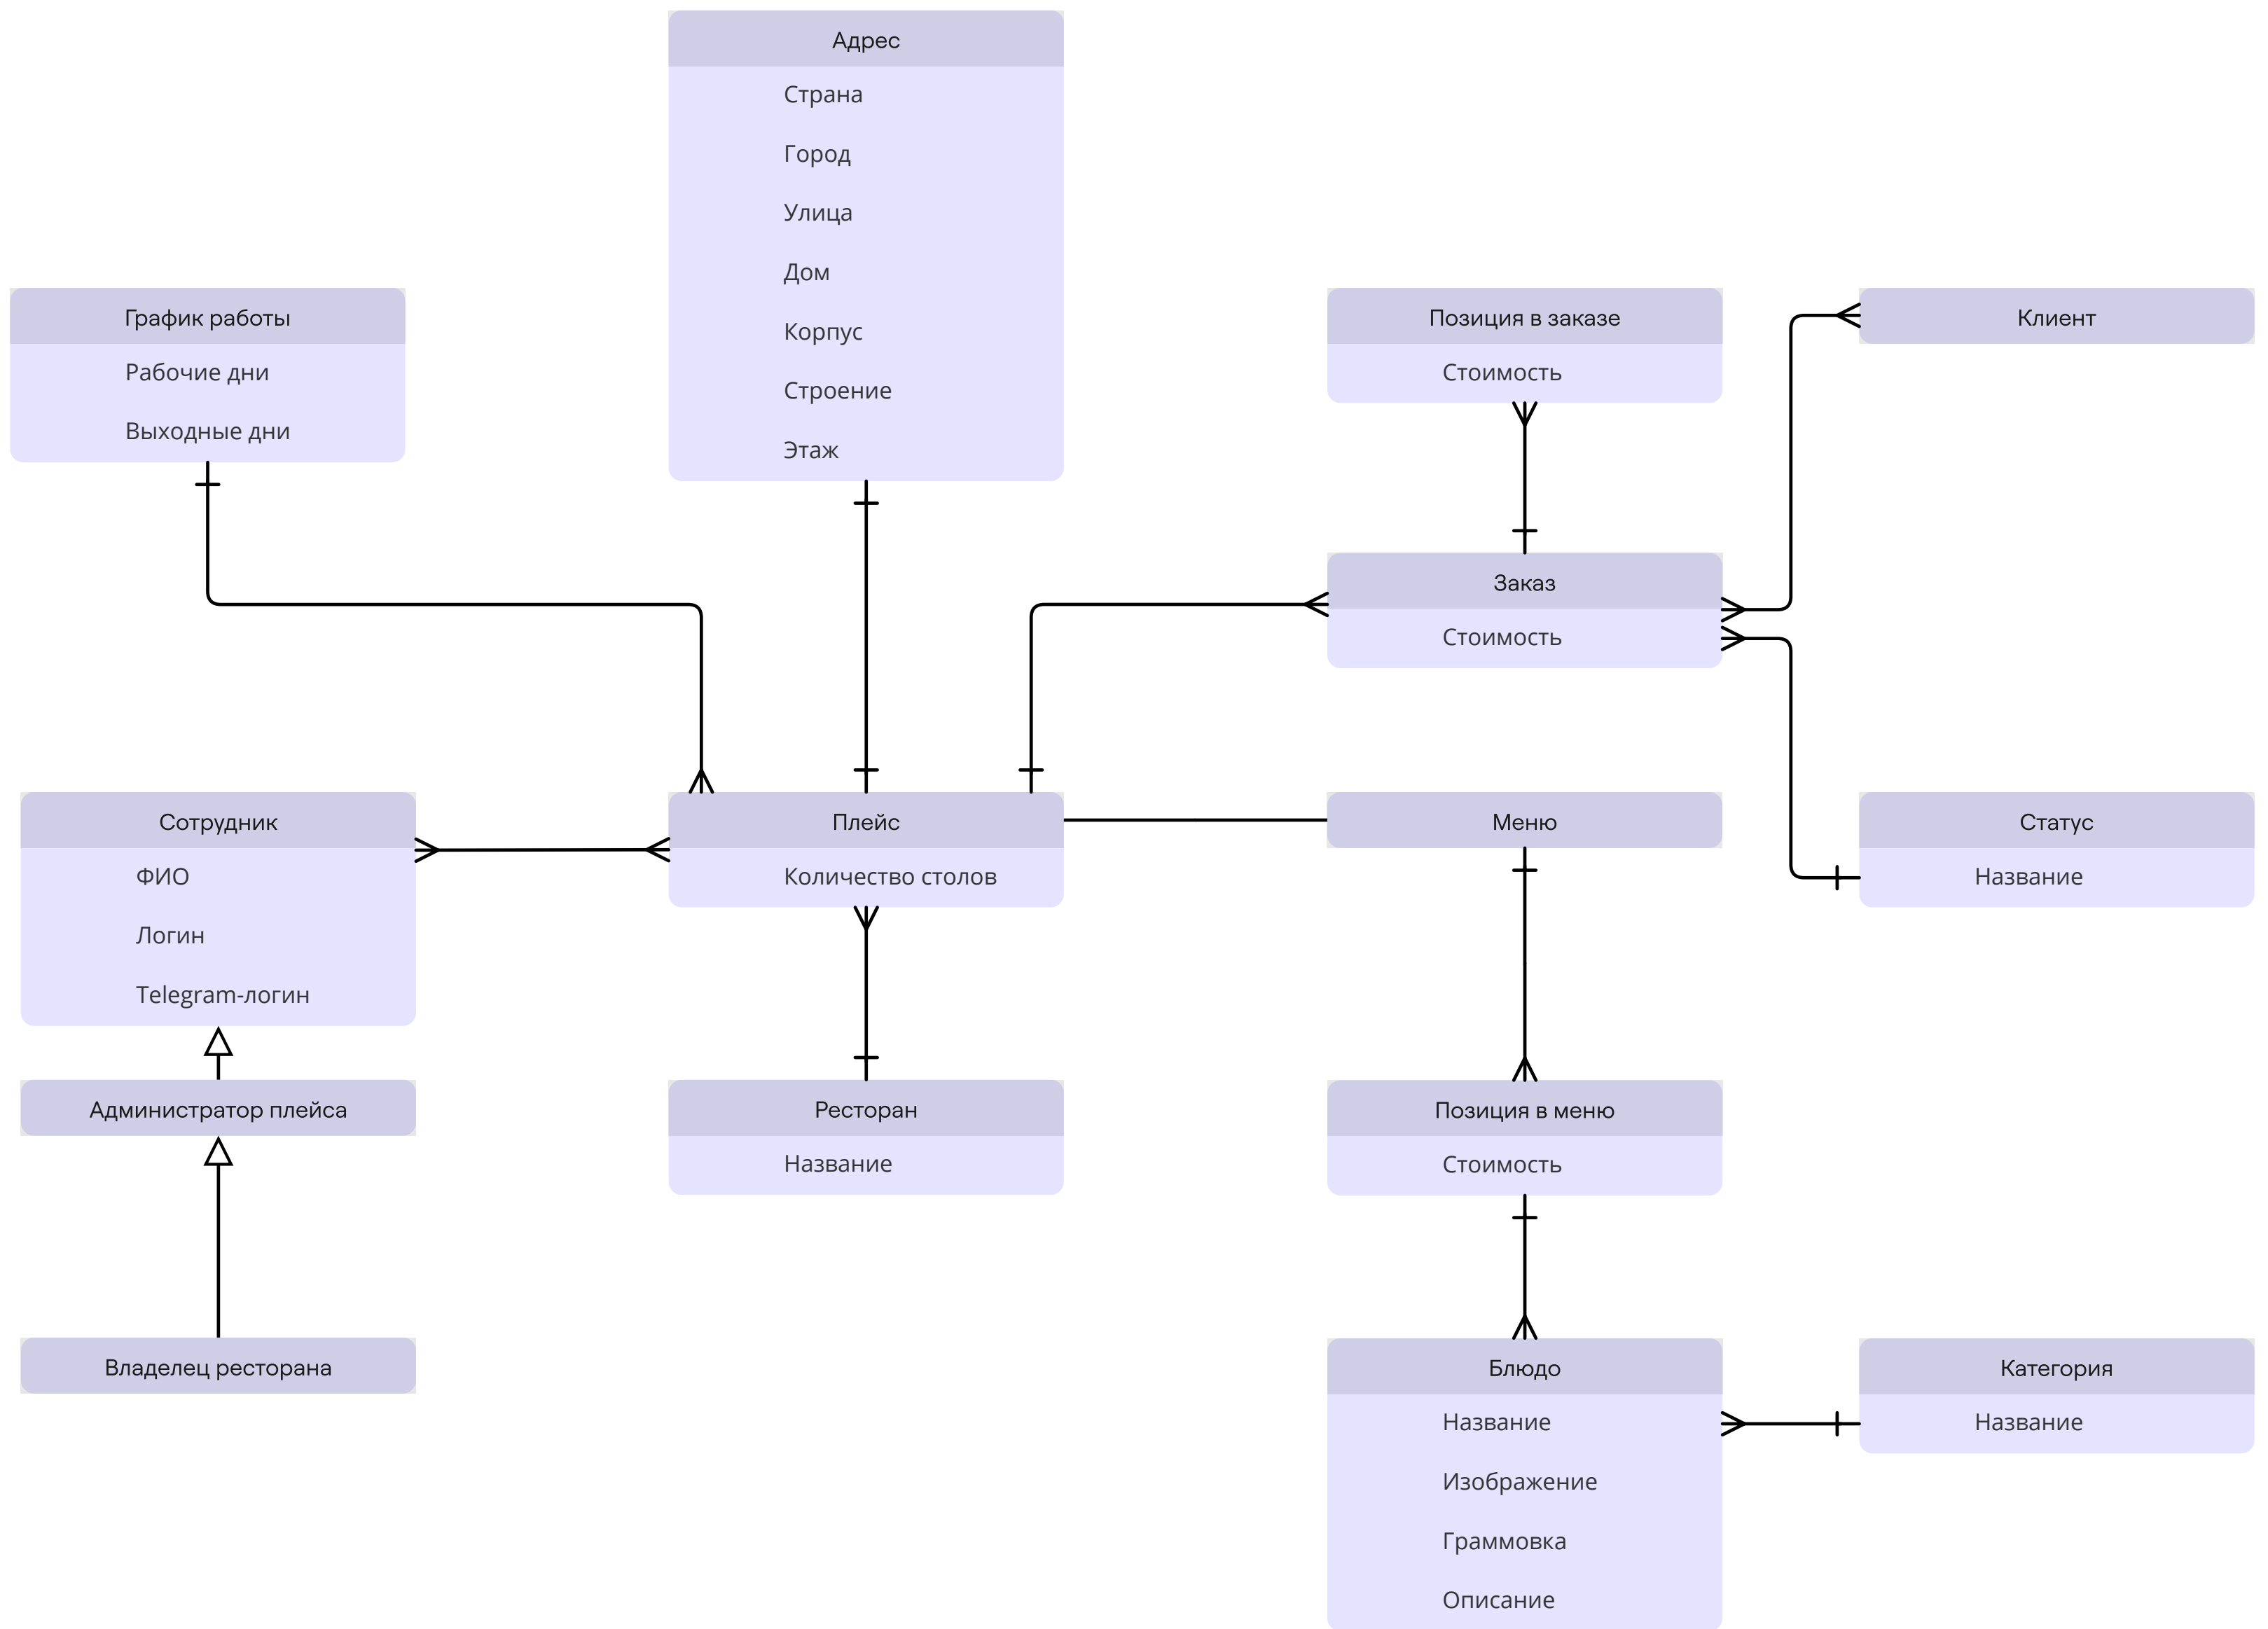 Адрес
Страна
Город
Улица
Дом
Корпус
Строение
Этаж
График работы
Рабочие дни
Выходные дни
Позиция в заказе
Стоимость
Клиент
Заказ
Стоимость
Сотрудник
ФИО
Логин
Telegram-логин
Плейс
Количество столов
Меню
Статус
Название
Администратор плейса
Ресторан
Название
Позиция в меню
Стоимость
Владелец ресторана
Блюдо
Название
Изображение
Граммовка
Описание
Категория
Название